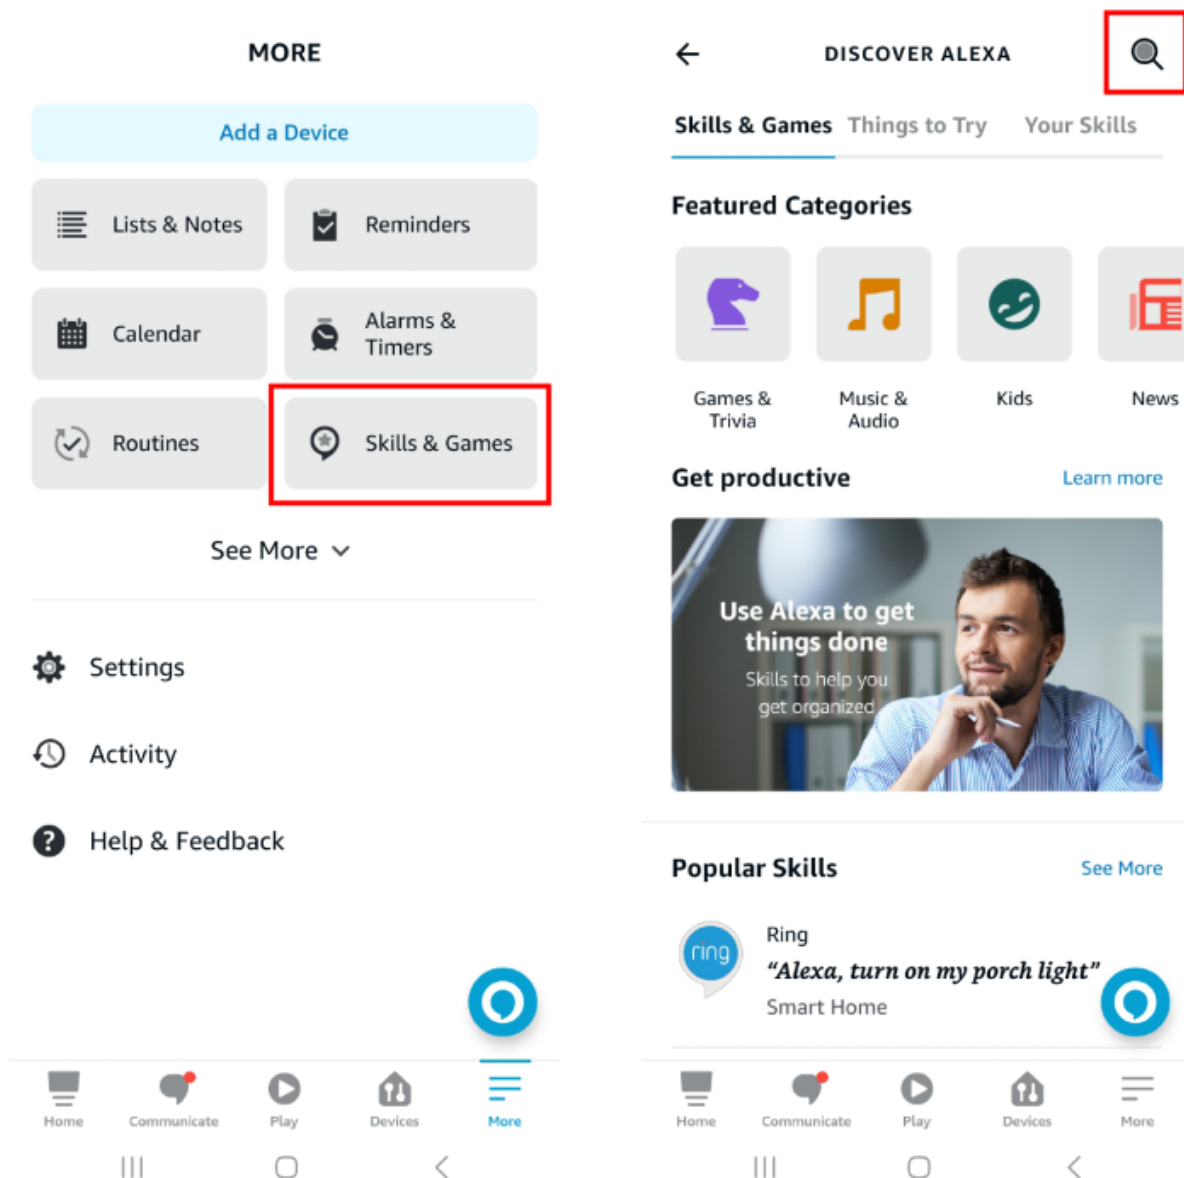 MORE
Add a Device
Lists & Notes
Reminders
Calendar
Alarms &
Timers
Routines
Skills & Games
See More
Settings
Activity
Help & Feedback
Home
Communicate
Play
Devices
More
DISCOVER ALEXA
Skills & Games
Things to Try
Your Skills
Featured Categories
Games &
Trivia
Music &
Audio
Kids
News
Get productive
Learn more
Use Alexa to get
things done
Skills to help you
get organized
Popular Skills
See More
ring
Ring
“Alexa, turn on my porch light”
Smart Home
Home
Communicate
Play
Devices
More